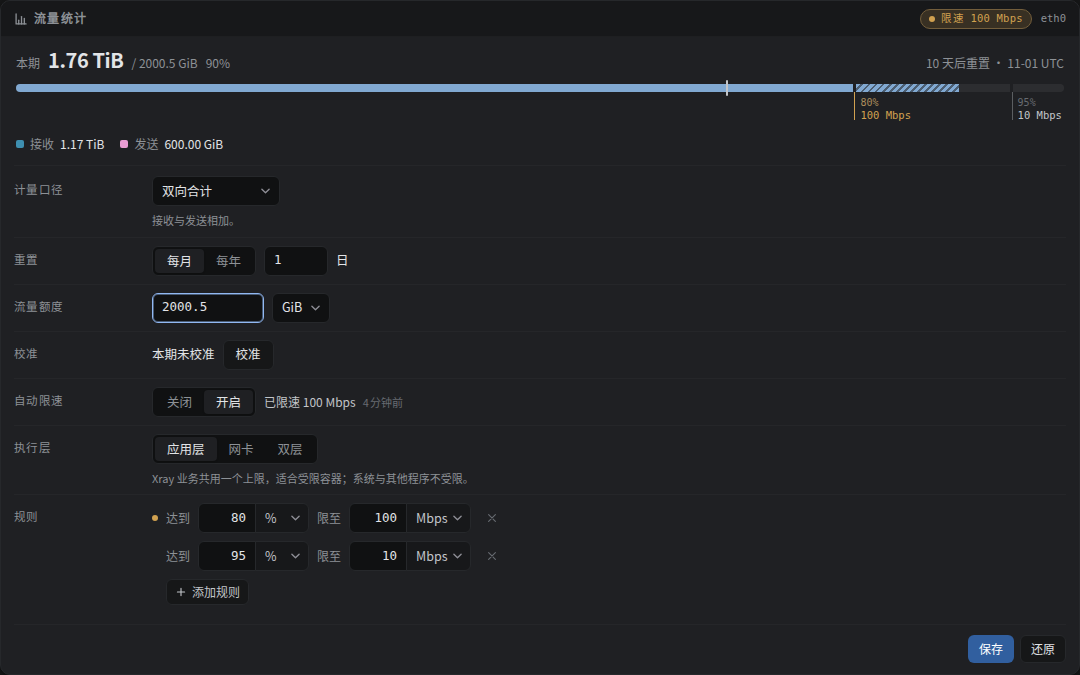 流量统计
限速 100 Mbps eth0
本期 1.76 TiB / 2000.5 GiB 90%
10 天后重置 · 11-01 UTC
80%
100 Mbps
95%
10 Mbps
接收 1.17 TiB 发送 600.00 GiB
计量口径 双向合计
接收与发送相加。
重置 每月 每年 1 日
流量额度 2000.5 GiB
校准 本期未校准 校准
自动限速 关闭 开启 已限速 100 Mbps 4 分钟前
执行层 应用层 网卡 双层
Xray 业务共用一个上限，适合受限容器；系统与其他程序不受限。
规则 达到 80 % 限至 100 Mbps
达到 95 % 限至 10 Mbps
添加规则
保存 还原